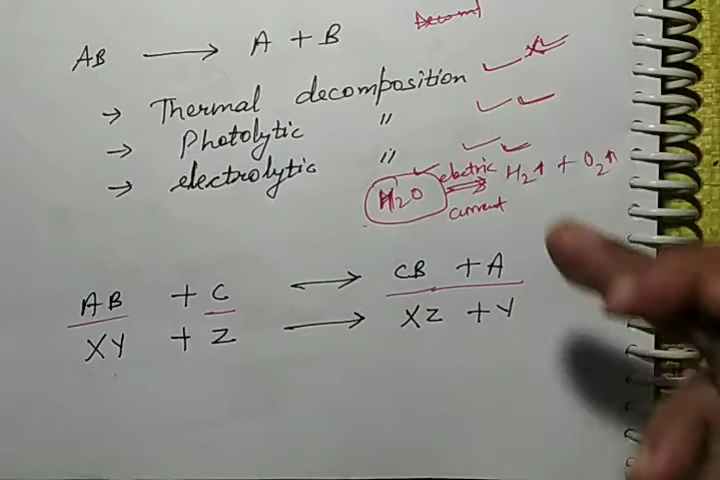 AB ⟶ A + B
→ Thermal decomposition
→ Photolytic "
→ electrolytic "
H₂O electric current ⇒ H₂↑ + O₂↑
AB + C ⟶ CB + A
XY + Z ⟶ XZ + Y